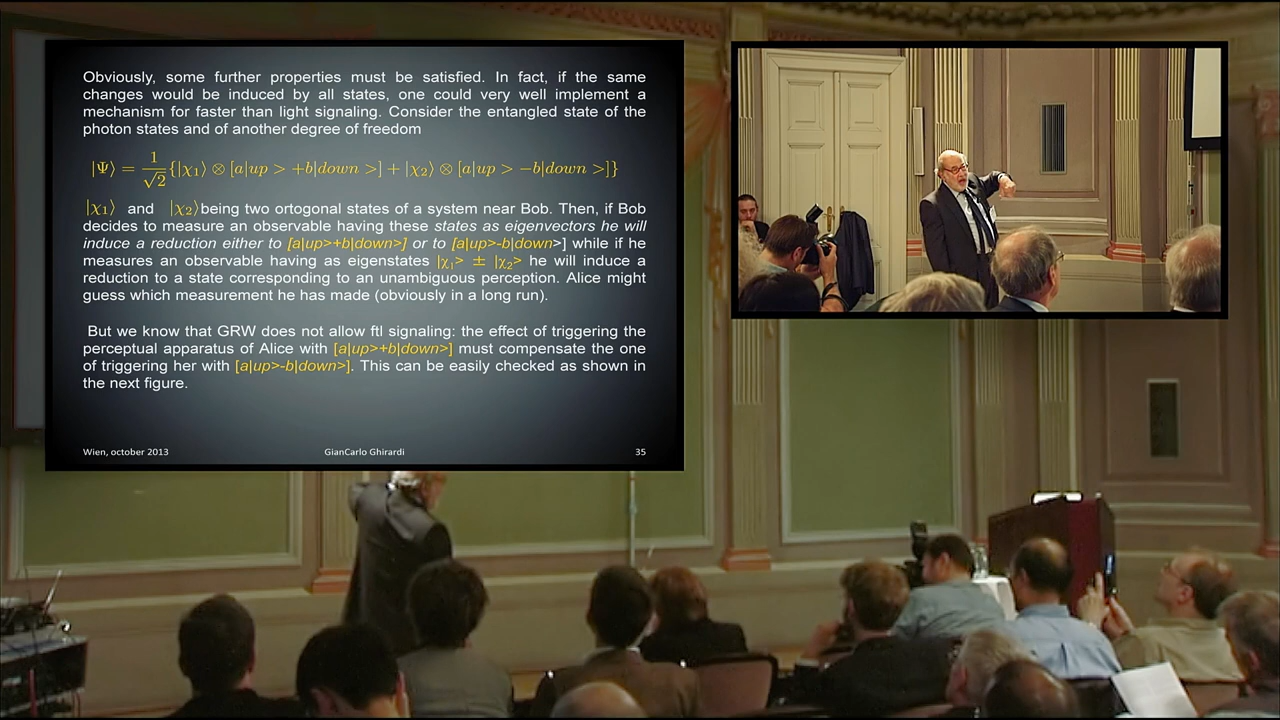 Obviously, some further properties must be satisfied. In fact, if the same
changes would be induced by all states, one could very well implement a
mechanism for faster than light signaling. Consider the entangled state of the
photon states and of another degree of freedom
|Ψ⟩ = 1/√2 {|χ₁⟩ ⊗ [a|up > +b|down >] + |χ₂⟩ ⊗ [a|up > −b|down >]}
|χ₁⟩ and |χ₂⟩ being two ortogonal states of a system near Bob. Then, if Bob
decides to measure an observable having these states as eigenvectors he will
induce a reduction either to [a|up>+b|down>] or to [a|up>-b|down>] while if he
measures an observable having as eigenstates |χ₁> ± |χ₂> he will induce a
reduction to a state corresponding to an unambiguous perception. Alice might
guess which measurement he has made (obviously in a long run).
But we know that GRW does not allow ftl signaling: the effect of triggering the
perceptual apparatus of Alice with [a|up>+b|down>] must compensate the one
of triggering her with [a|up>-b|down>]. This can be easily checked as shown in
the next figure.
Wien, october 2013 GianCarlo Ghirardi 35